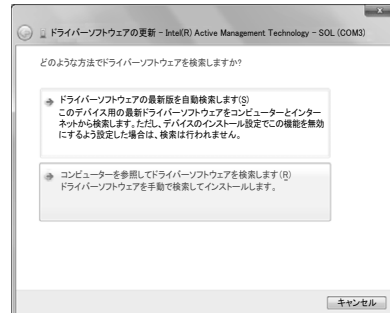 ドライバーソフトウェアの更新 - Intel(R) Active Management Technology - SOL (COM3)
どのような方法でドライバーソフトウェアを検索しますか?
ドライバーソフトウェアの最新版を自動検索します(S)
このデバイス用の最新ドライバーソフトウェアをコンピューターとインター
ネットから検索します。ただし、デバイスのインストール設定でこの機能を無効
にするよう設定した場合は、検索は行われません。
コンピューターを参照してドライバーソフトウェアを検索します(R)
ドライバーソフトウェアを手動で検索してインストールします。
キャンセル